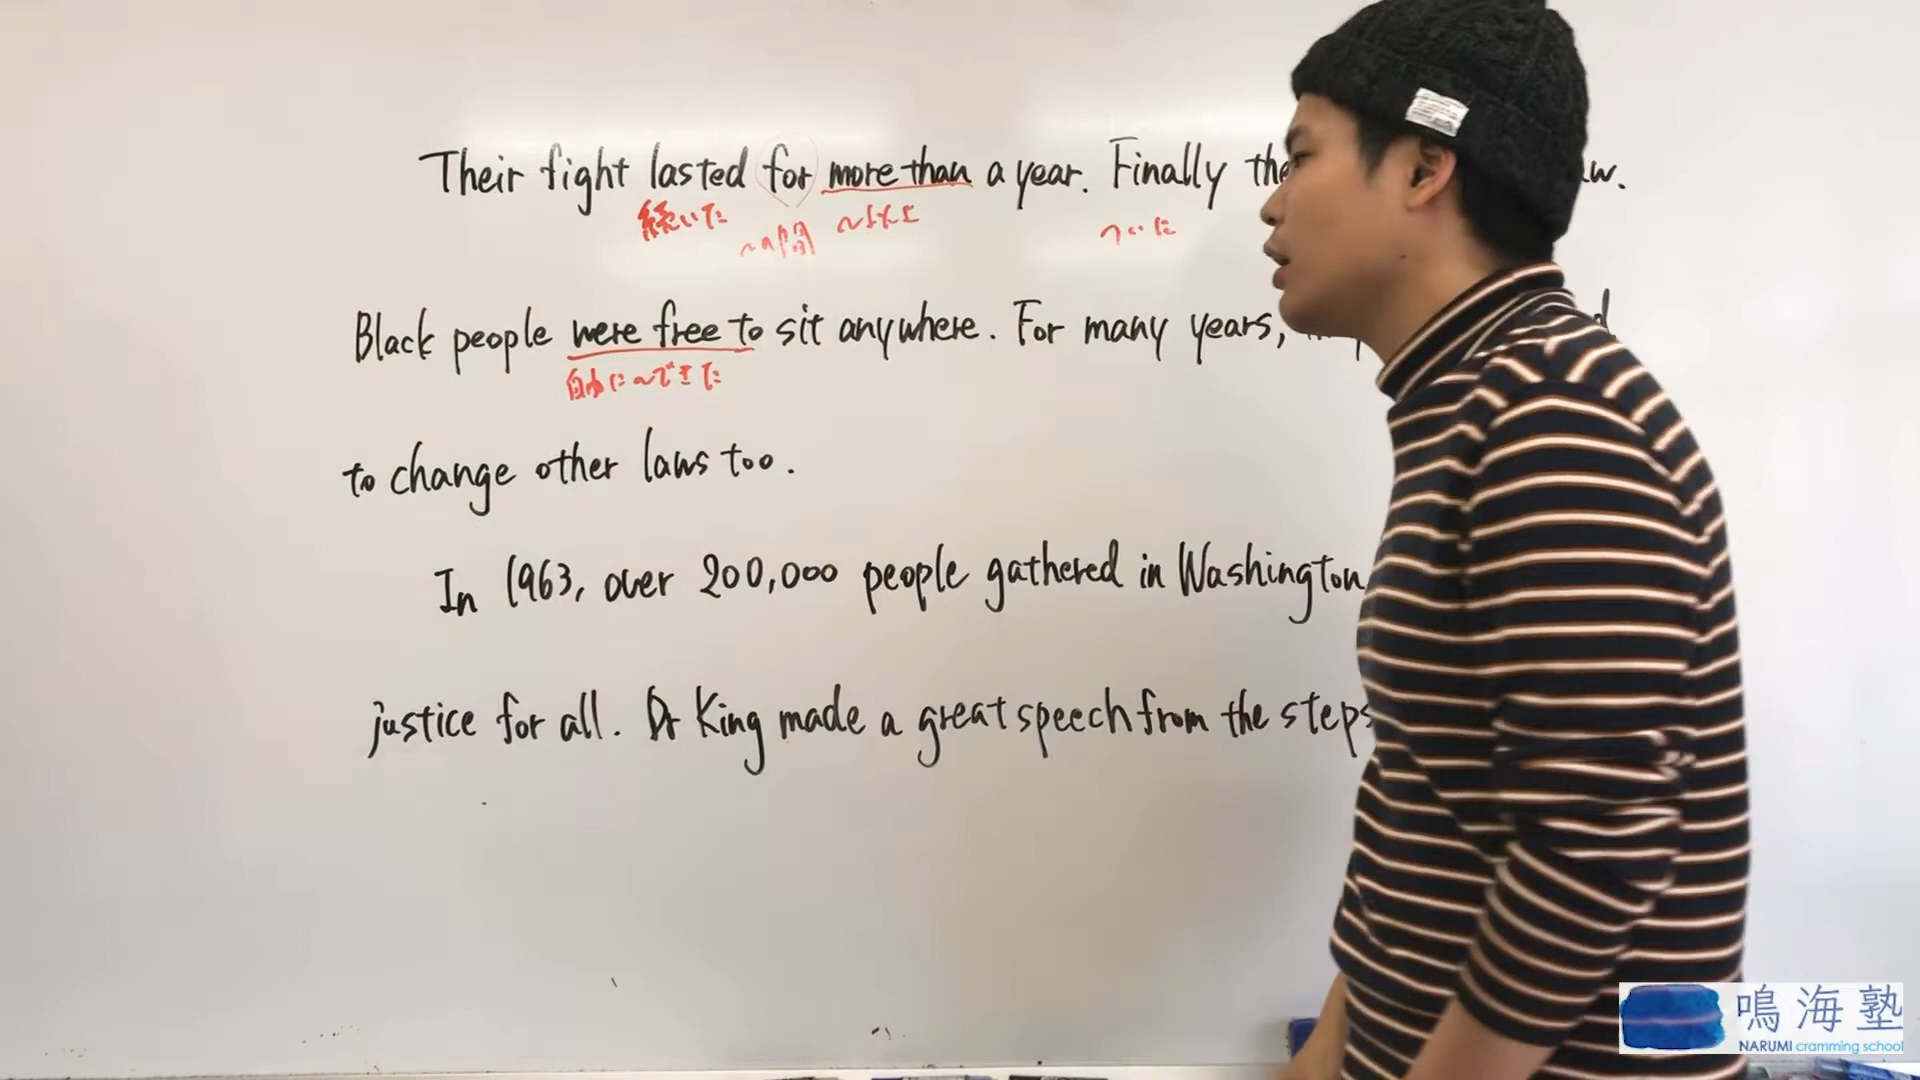 Their fight lasted for more than a year. Finally the
続いた ~の間 ~以上 ついに
Black people were free to sit anywhere. For many years,
自由に~できた
to change other laws too.
In 1963, over 200,000 people gathered in Washington
justice for all. Dr King made a great speech from the steps
鳴海塾
NARUMI cramming school